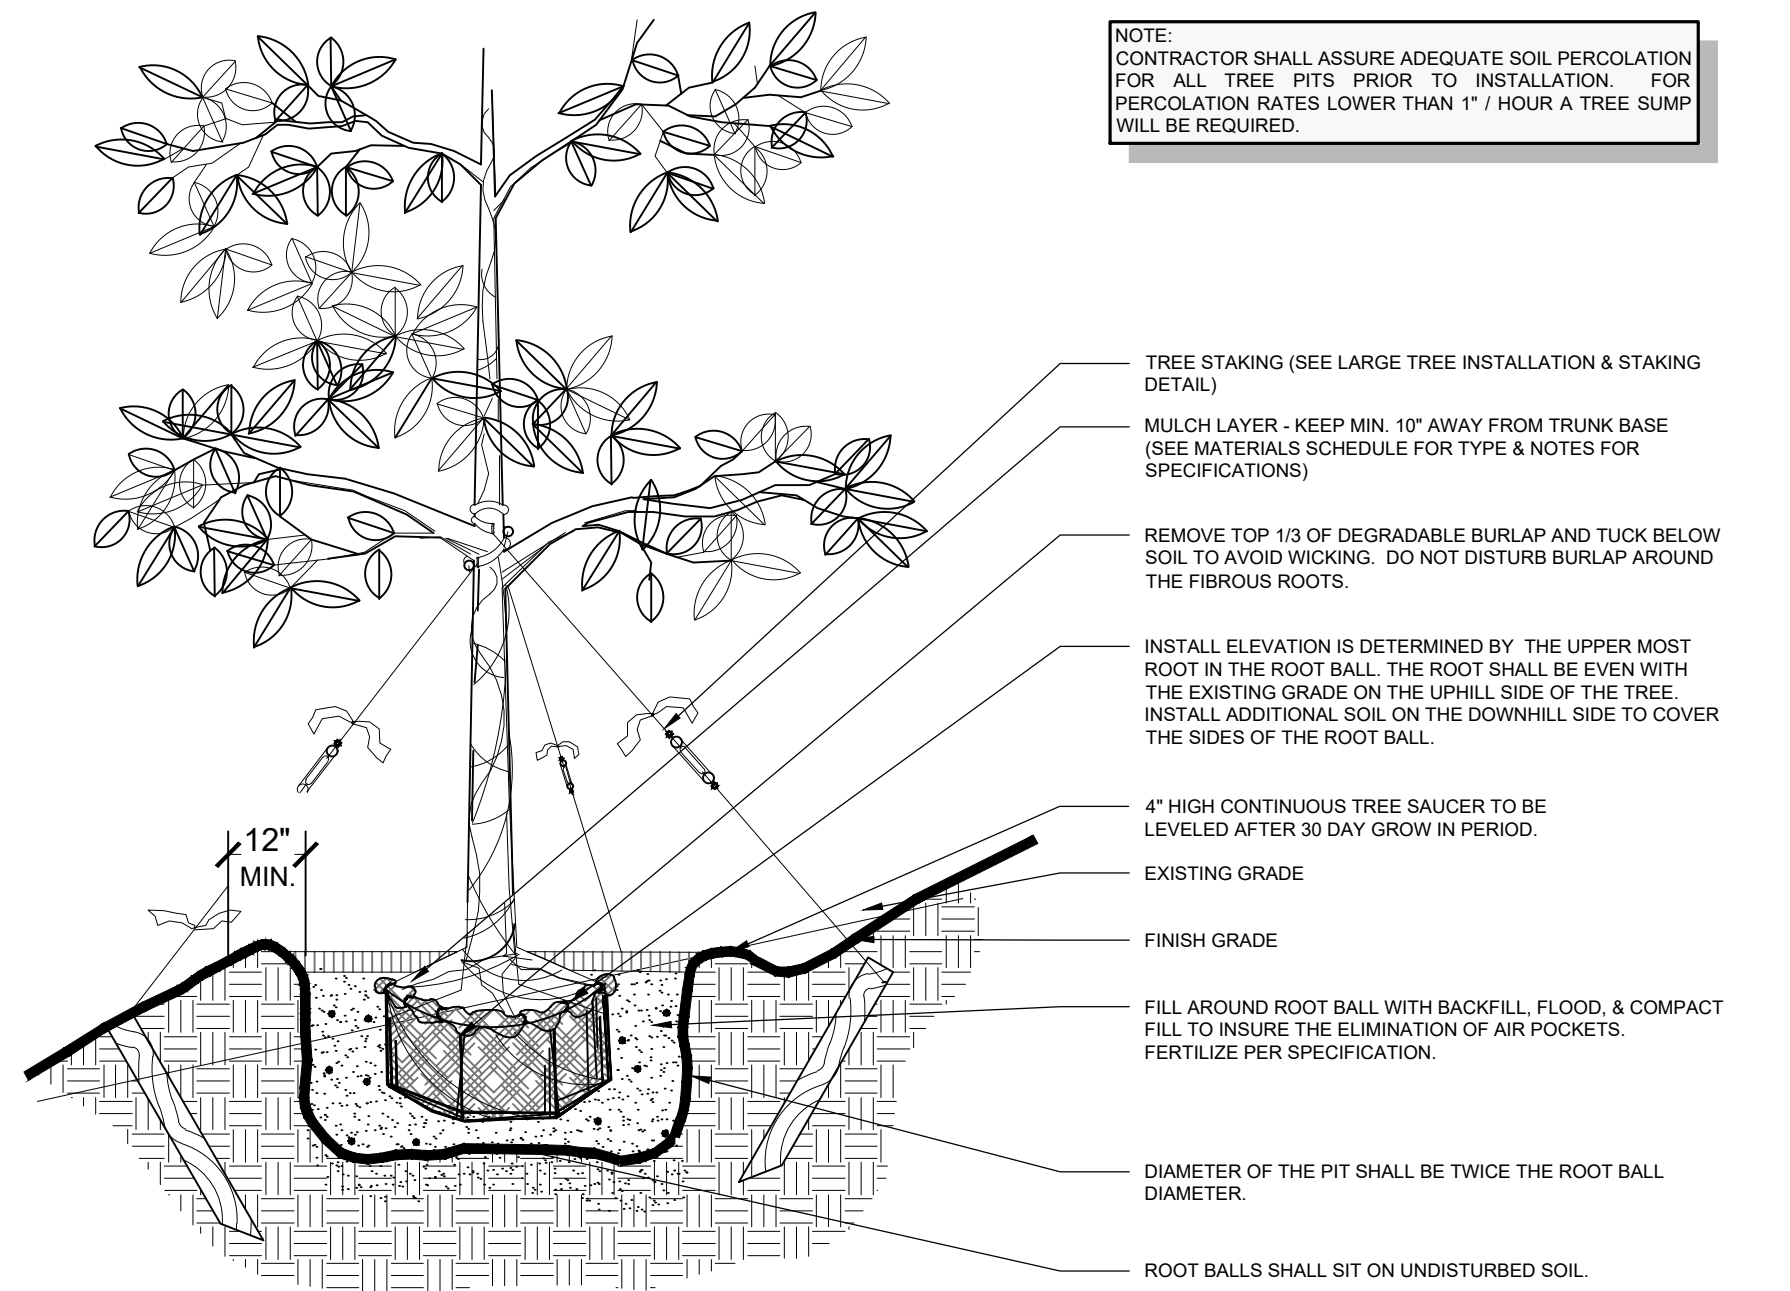 NOTE:
CONTRACTOR SHALL ASSURE ADEQUATE SOIL PERCOLATION
FOR ALL TREE PITS PRIOR TO INSTALLATION. FOR
PERCOLATION RATES LOWER THAN 1" / HOUR A TREE SUMP
WILL BE REQUIRED.
TREE STAKING (SEE LARGE TREE INSTALLATION & STAKING
DETAIL)
MULCH LAYER - KEEP MIN. 10" AWAY FROM TRUNK BASE
(SEE MATERIALS SCHEDULE FOR TYPE & NOTES FOR
SPECIFICATIONS)
REMOVE TOP 1/3 OF DEGRADABLE BURLAP AND TUCK BELOW
SOIL TO AVOID WICKING. DO NOT DISTURB BURLAP AROUND
THE FIBROUS ROOTS.
INSTALL ELEVATION IS DETERMINED BY THE UPPER MOST
ROOT IN THE ROOT BALL. THE ROOT SHALL BE EVEN WITH
THE EXISTING GRADE ON THE UPHILL SIDE OF THE TREE.
INSTALL ADDITIONAL SOIL ON THE DOWNHILL SIDE TO COVER
THE SIDES OF THE ROOT BALL.
4" HIGH CONTINUOUS TREE SAUCER TO BE
LEVELED AFTER 30 DAY GROW IN PERIOD.
12"
MIN.
EXISTING GRADE
FINISH GRADE
FILL AROUND ROOT BALL WITH BACKFILL, FLOOD, & COMPACT
FILL TO INSURE THE ELIMINATION OF AIR POCKETS.
FERTILIZE PER SPECIFICATION.
DIAMETER OF THE PIT SHALL BE TWICE THE ROOT BALL
DIAMETER.
ROOT BALLS SHALL SIT ON UNDISTURBED SOIL.